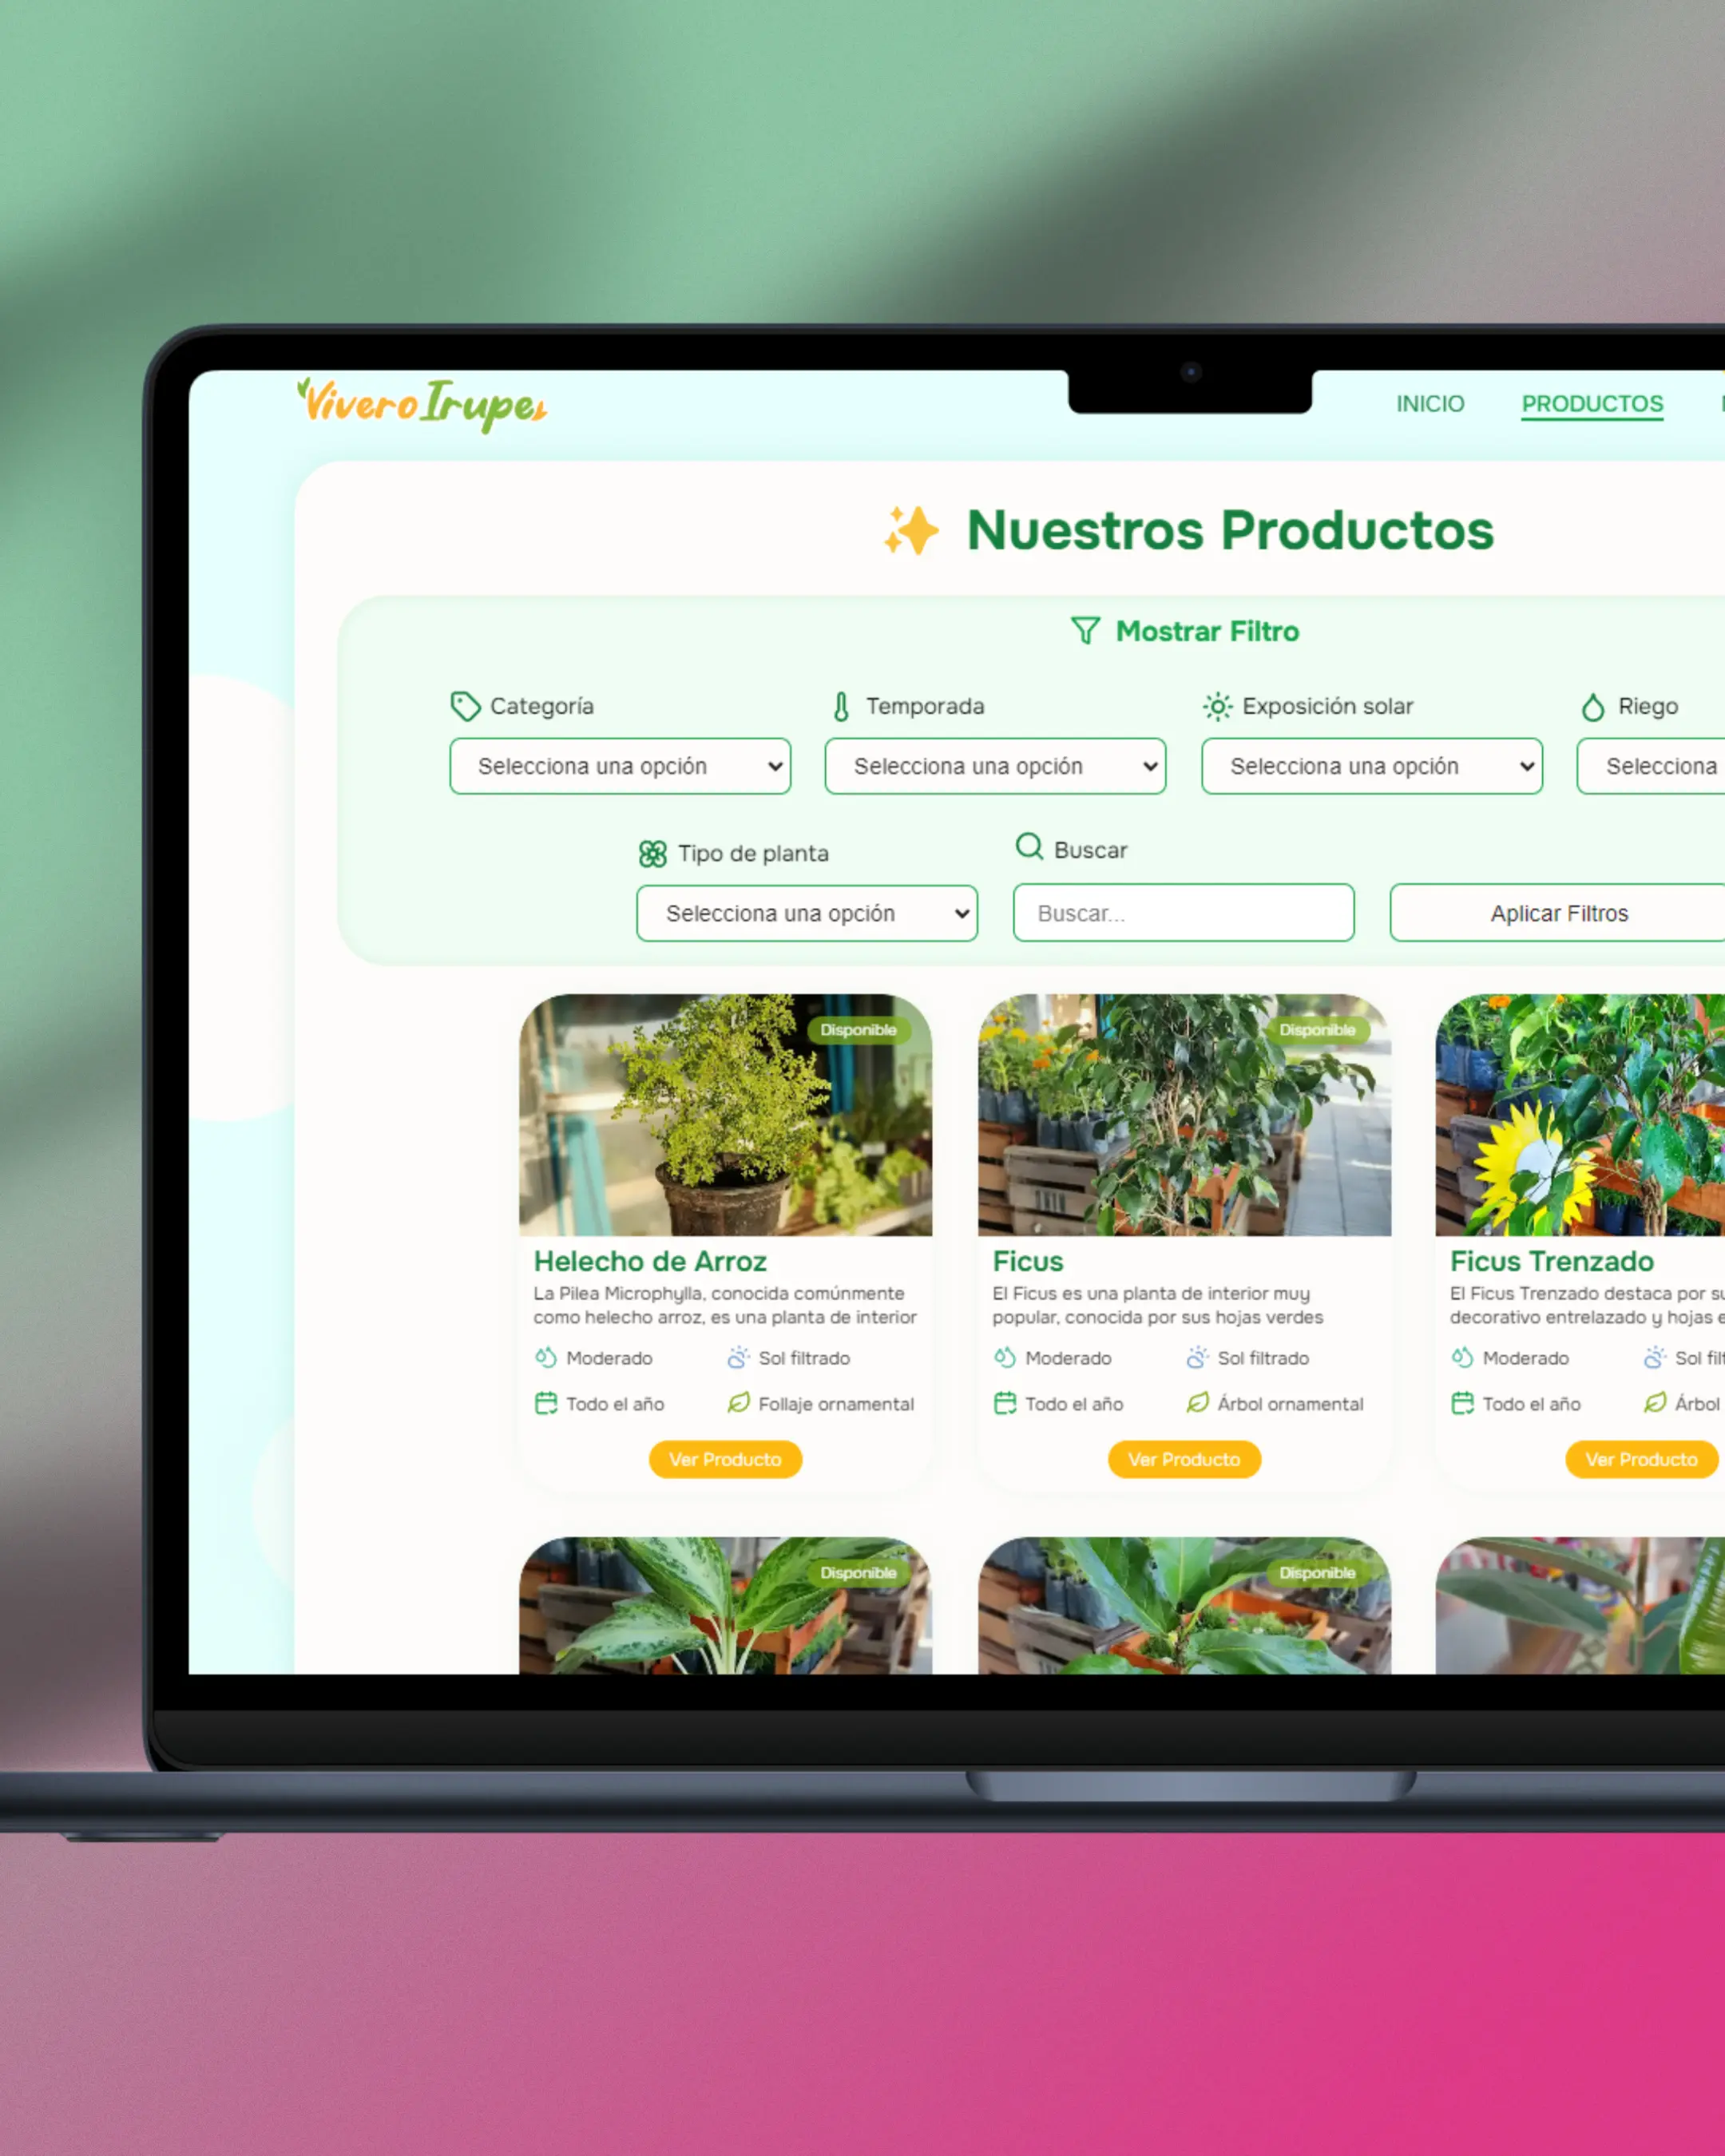 Vivero Irupe
INICIO PRODUCTOS
Nuestros Productos
Mostrar Filtro
Categoría Temporada Exposición solar Riego
Selecciona una opción Selecciona una opción Selecciona una opción Selecciona
Tipo de planta Buscar
Selecciona una opción Buscar... Aplicar Filtros
Disponible Disponible
Helecho de Arroz Ficus Ficus Trenzado
La Pilea Microphylla, conocida comúnmente El Ficus es una planta de interior muy El Ficus Trenzado destaca por
como helecho arroz, es una planta de interior popular, conocida por sus hojas verdes decorativo entrelazado y hojas
Moderado Sol filtrado Moderado Sol filtrado Moderado Sol
Todo el año Follaje ornamental Todo el año Árbol ornamental Todo el año Árbol
Ver Producto Ver Producto Ver Producto
Disponible Disponible